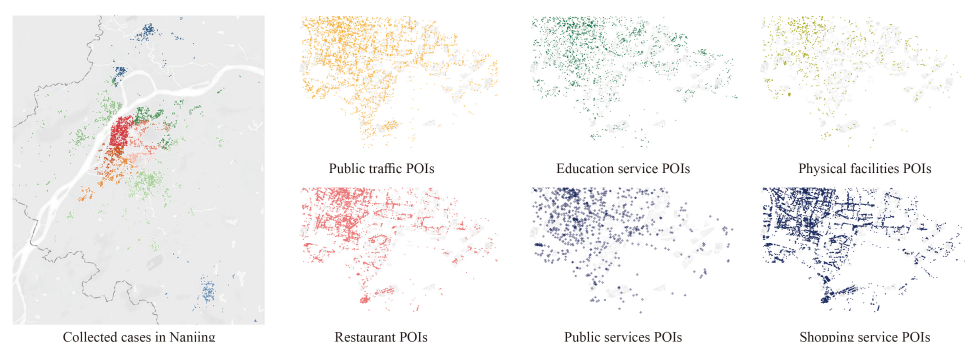 Public traffic POIs
Education service POIs
Physical facilities POIs
Collected cases in Nanjing
Restaurant POIs
Public services POIs
Shopping service POIs